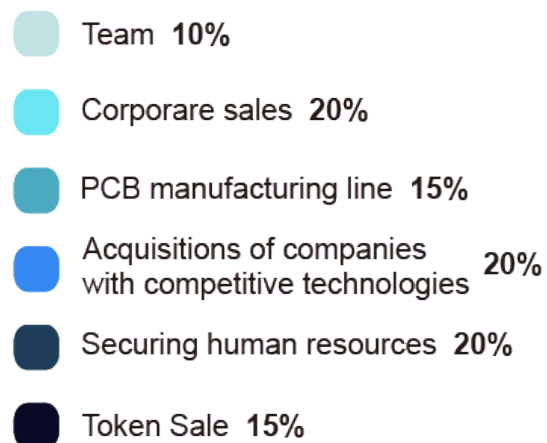 Team 10%
Corporare sales 20%
PCB manufacturing line 15%
Acquisitions of companies
with competitive technologies 20%
Securing human resources 20%
Token Sale 15%